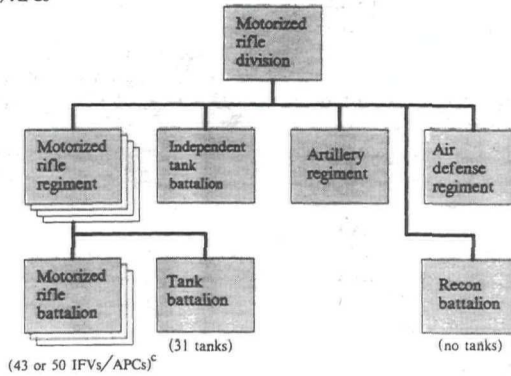 Motorized
rifle
division
Motorized
rifle
regiment
Independent
tank
battalion
Artillery
regiment
Air
defense
regiment
Motorized
rifle
battalion
Tank
battalion
Recon
battalion
(43 or 50 IFVs/APCs)ᶜ
(31 tanks)
(no tanks)